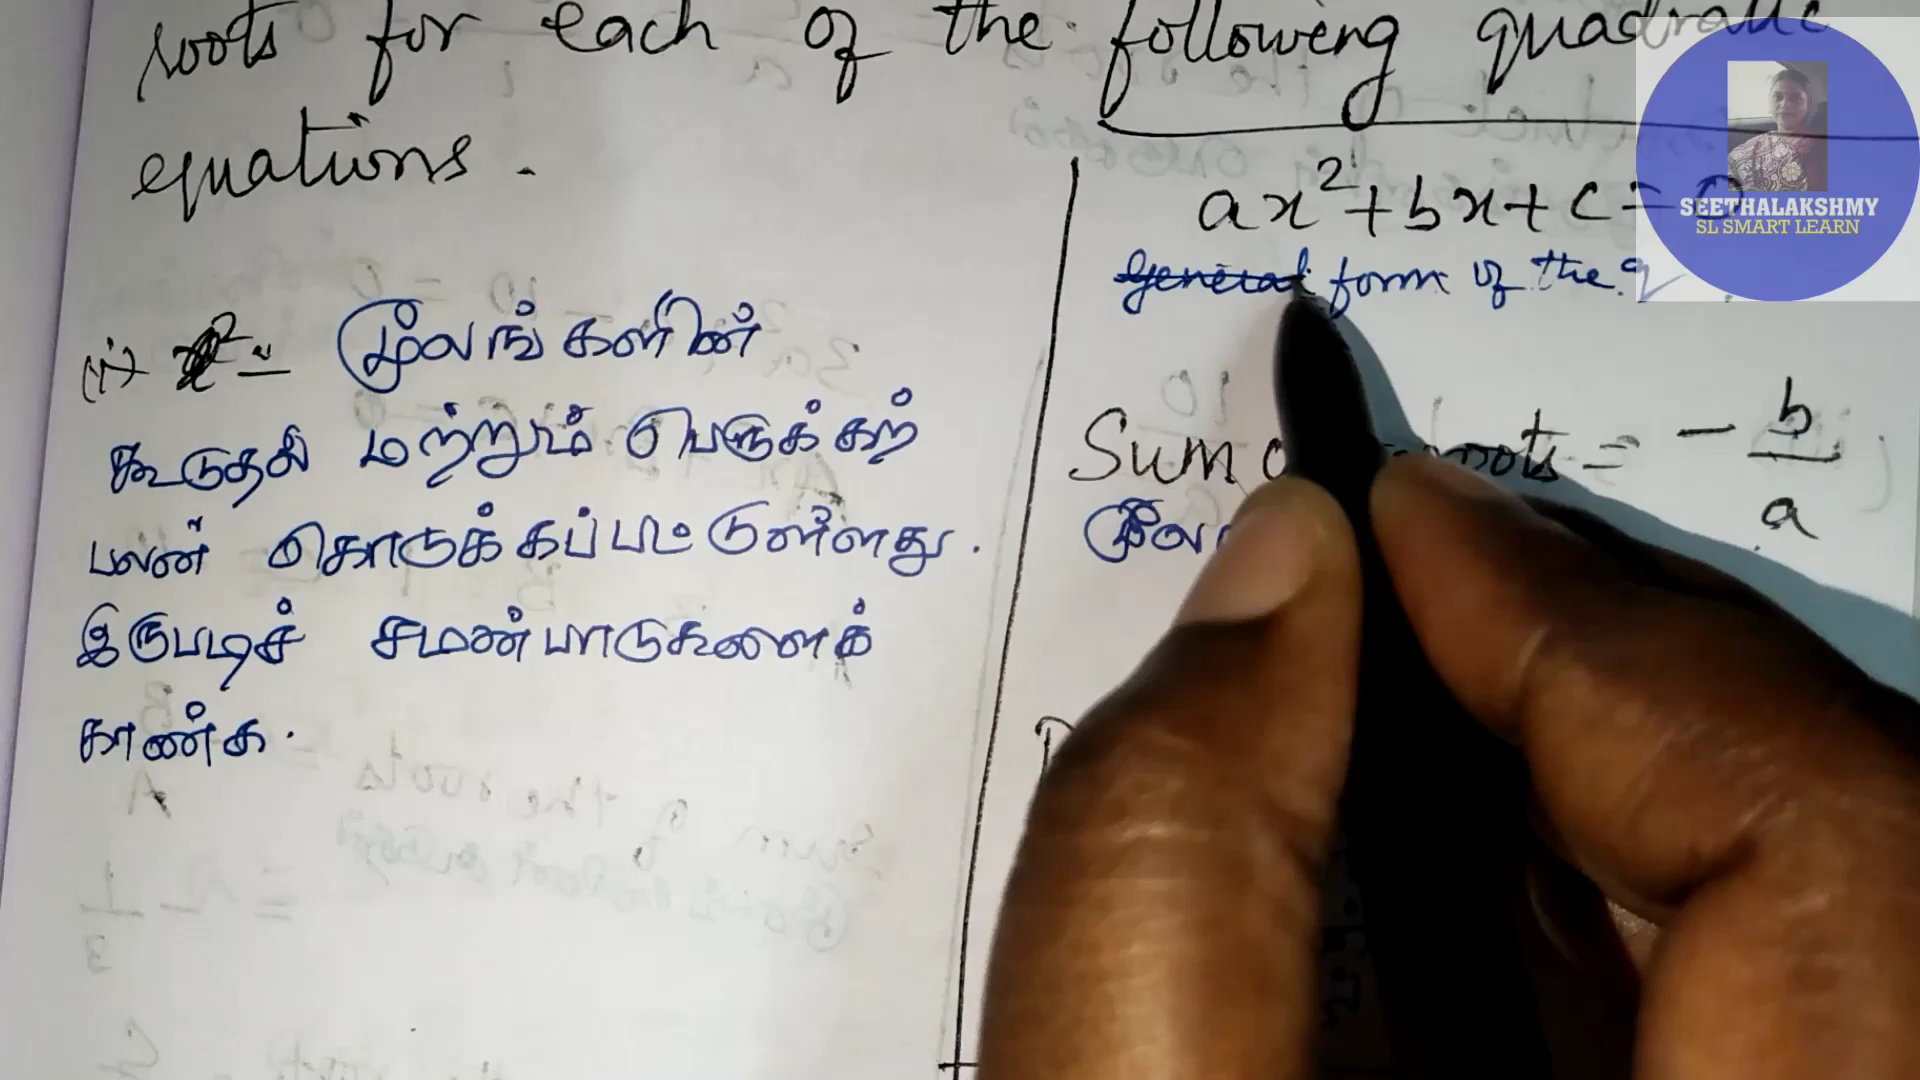 roots for each of the following quadratic
equations.
(i)
மூலங்களின்
கூடுதல் மற்றும் பெருக்கற்
பலன் கொடுக்கப்பட்டுள்ளது.
இருபடிச் சமன்பாடுகளைக்
காண்க.
ax²+bx+c=0
General form of the q
Sum roots = - b
a
SEETHALAKSHMY
SL SMART LEARN